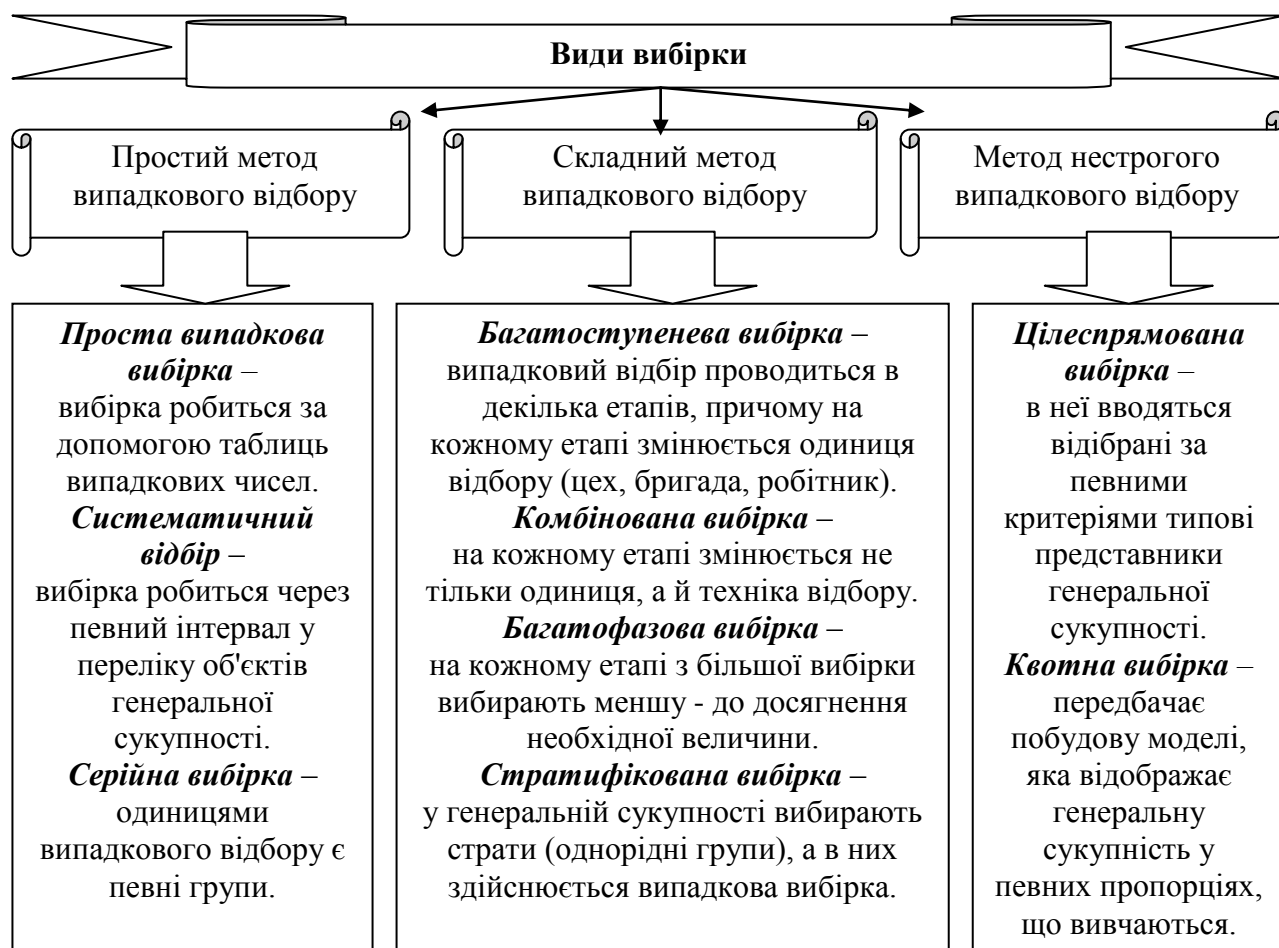 Види вибірки
Простий метод
випадкового відбору
Складний метод
випадкового відбору
Метод нестрогого
випадкового відбору
Проста випадкова
вибірка –
вибірка робиться за
допомогою таблиць
випадкових чисел.
Систематичний
відбір –
вибірка робиться через
певний інтервал у
переліку об'єктів
генеральної
сукупності.
Серійна вибірка –
одиницями
випадкового відбору є
певні групи.
Багатоступенева вибірка –
випадковий відбір проводиться в
декілька етапів, причому на
кожному етапі змінюється одиниця
відбору (цех, бригада, робітник).
Комбінована вибірка –
на кожному етапі змінюється не
тільки одиниця, а й техніка відбору.
Багатофазова вибірка –
на кожному етапі з більшої вибірки
вибирають меншу - до досягнення
необхідної величини.
Стратифікована вибірка –
у генеральній сукупності вибирають
страти (однорідні групи), а в них
здійснюється випадкова вибірка.
Цілеспрямована
вибірка –
в неї вводяться
відібрані за
певними
критеріями типові
представники
генеральної
сукупності.
Квотна вибірка –
передбачає
побудову моделі,
яка відображає
генеральну
сукупність у
певних пропорціях,
що вивчаються.